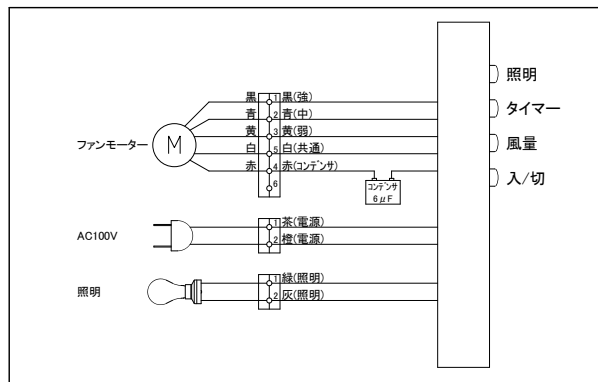 照明
タイマー
風量
入/切
ファンモーター
M
黒 1 黒(強)
青 2 青(中)
黄 3 黄(弱)
白 5 白(共通)
赤 4 赤(コンデンサ)
6
コンデンサ
6μF
AC100V
1 茶(電源)
2 橙(電源)
照明
1 緑(照明)
2 灰(照明)